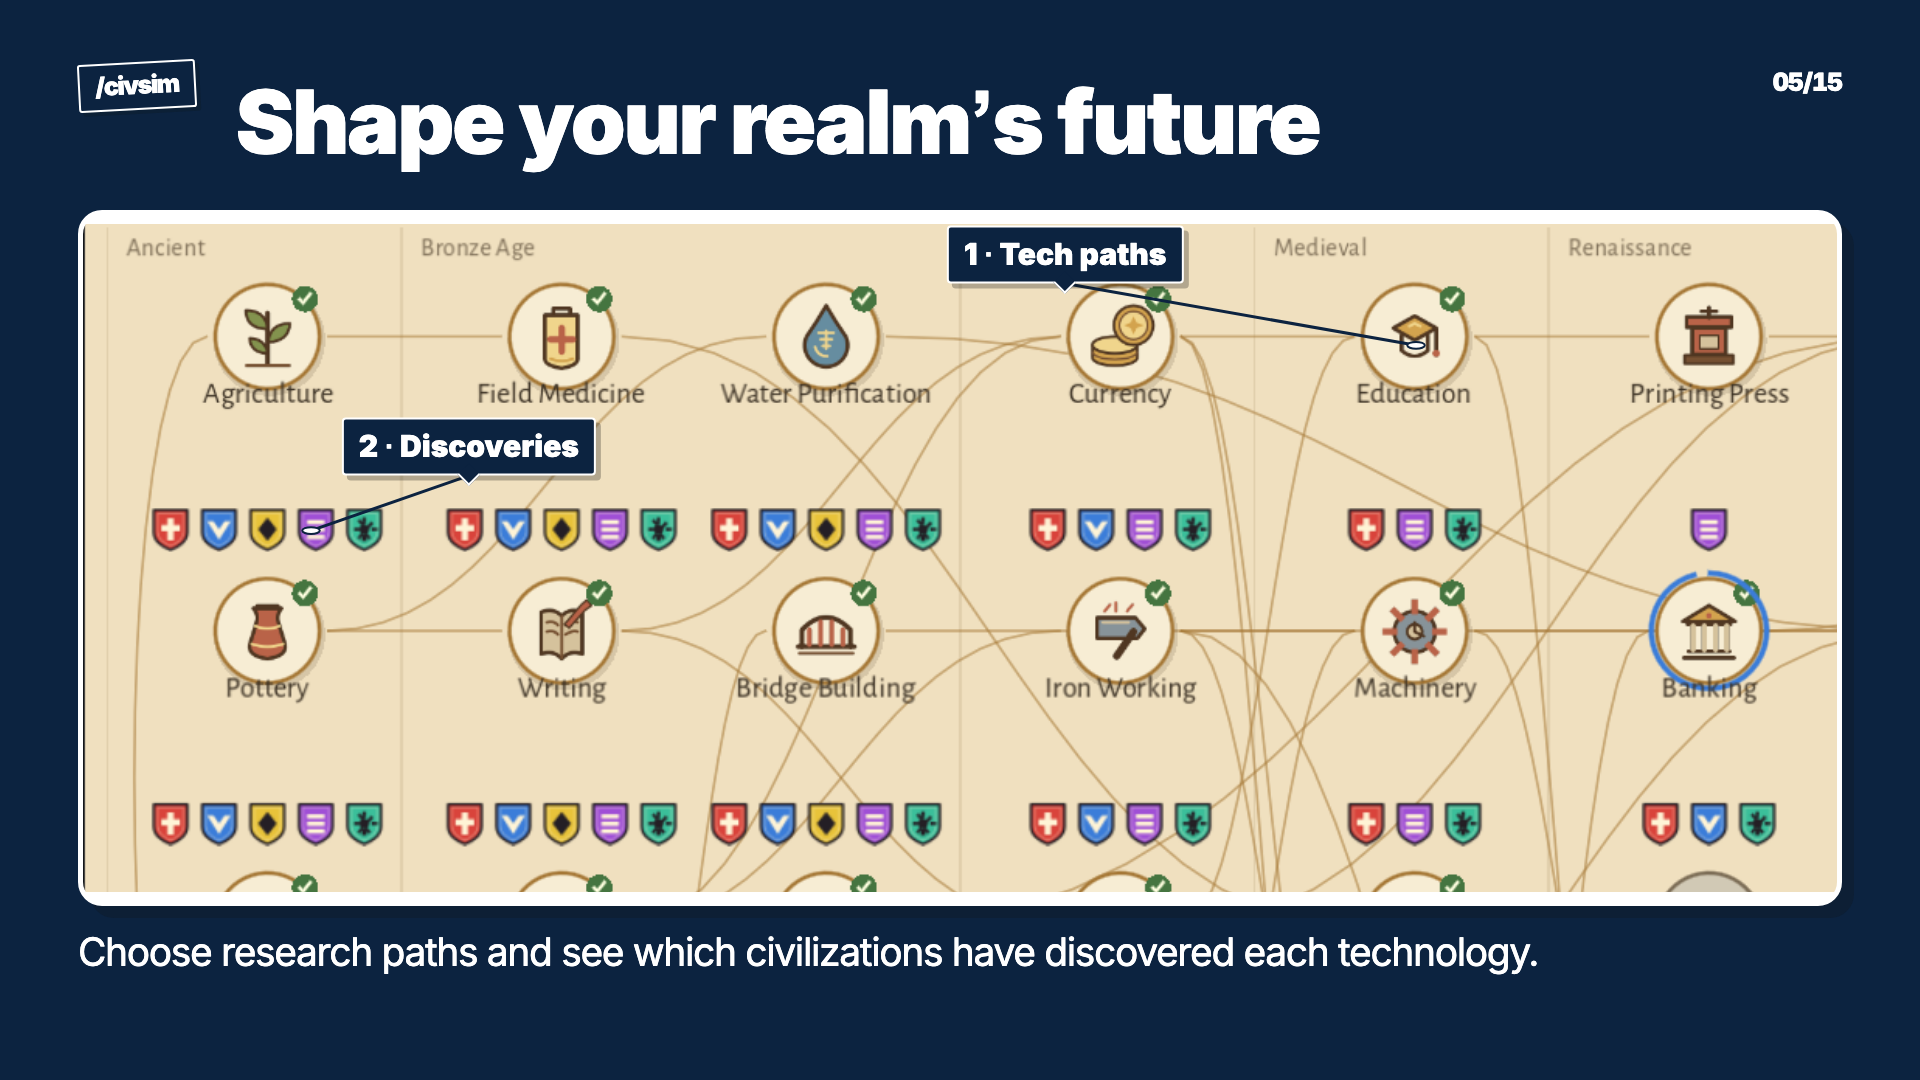 /civsim
Shape your realm’s future
05/15
Ancient
Bronze Age
1 · Tech paths
Medieval
Renaissance
Agriculture
Field Medicine
Water Purification
Currency
Education
Printing Press
2 · Discoveries
Pottery
Writing
Bridge Building
Iron Working
Machinery
Banking
Choose research paths and see which civilizations have discovered each technology.